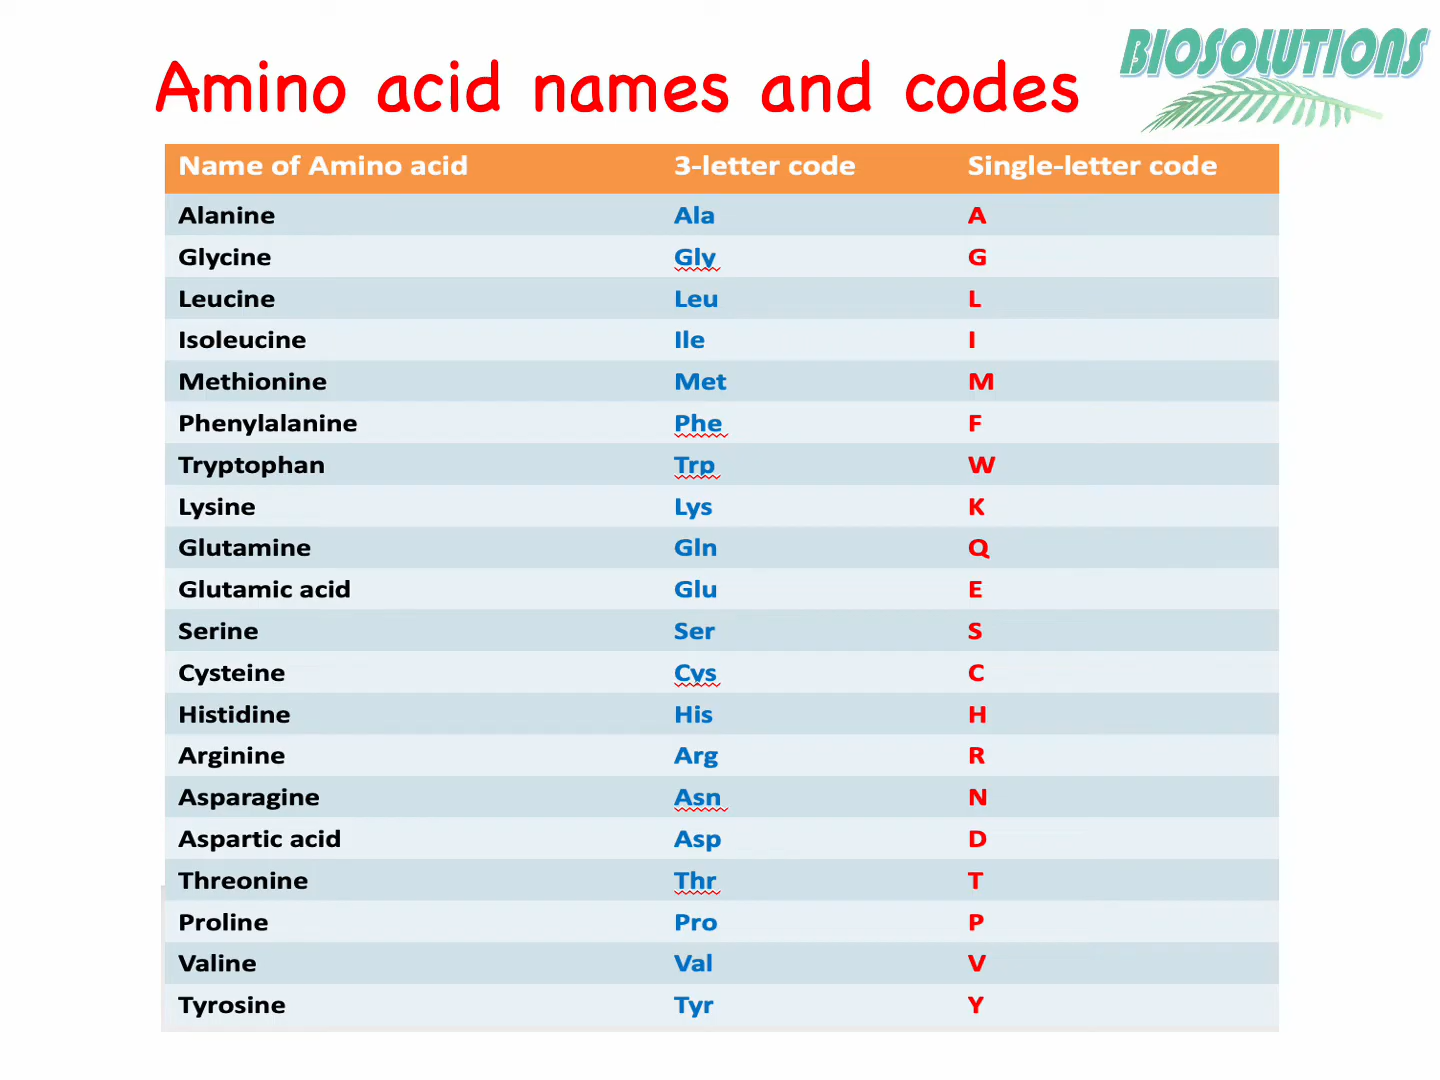 BIOSOLUTIONS
Amino acid names and codes
Name of Amino acid 3-letter code Single-letter code
Alanine Ala A
Glycine Gly G
Leucine Leu L
Isoleucine Ile I
Methionine Met M
Phenylalanine Phe F
Tryptophan Trp W
Lysine Lys K
Glutamine Gln Q
Glutamic acid Glu E
Serine Ser S
Cysteine Cys C
Histidine His H
Arginine Arg R
Asparagine Asn N
Aspartic acid Asp D
Threonine Thr T
Proline Pro P
Valine Val V
Tyrosine Tyr Y